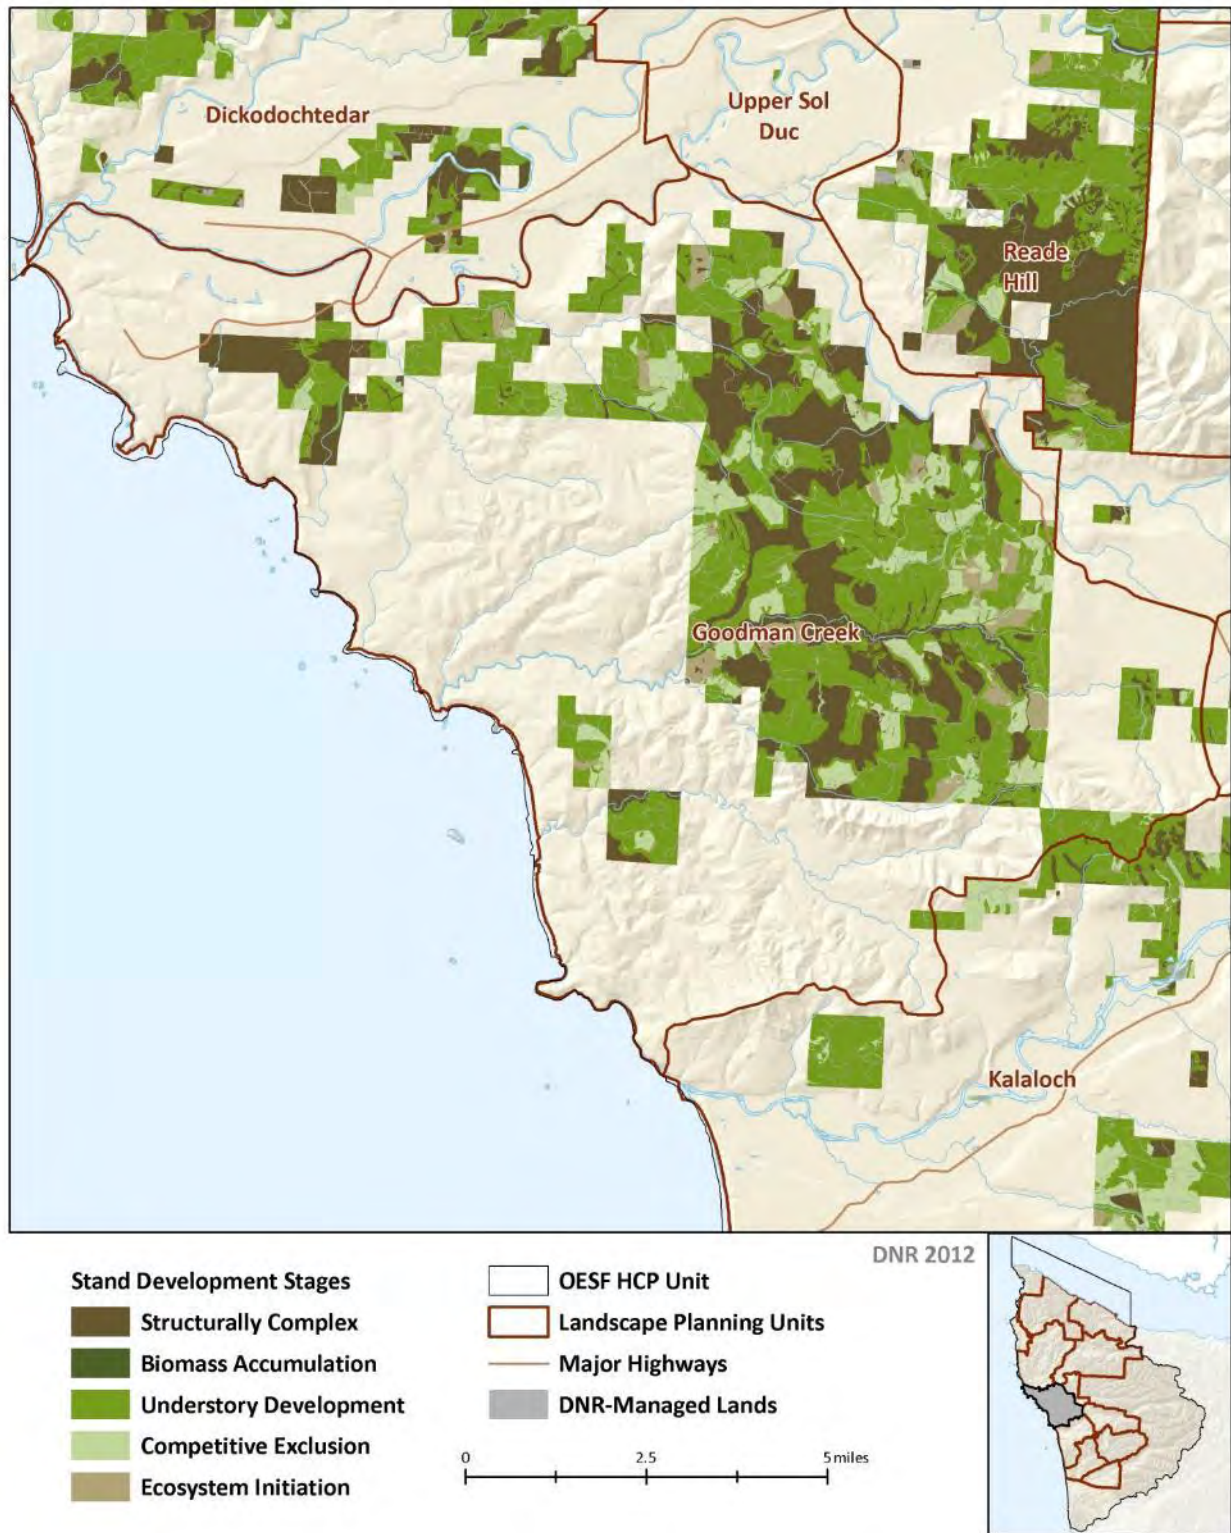 Dickodochtedar
Upper Sol
Duc
Reade
Hill
Goodman Creek
Kalaloch
DNR 2012
Stand Development Stages
Structurally Complex
Biomass Accumulation
Understory Development
Competitive Exclusion
Ecosystem Initiation
OESF HCP Unit
Landscape Planning Units
Major Highways
DNR-Managed Lands
0 2.5 5 miles